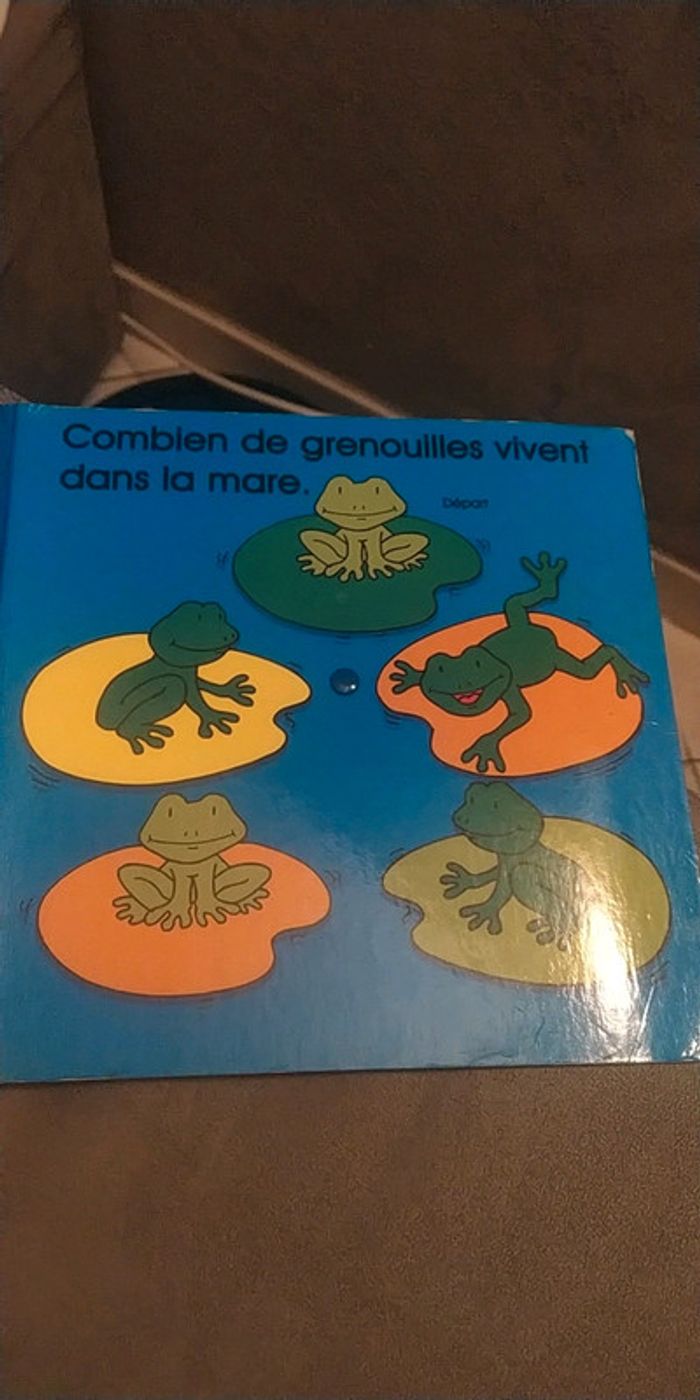 Combien de grenouilles vivent
dans la mare.
Départ